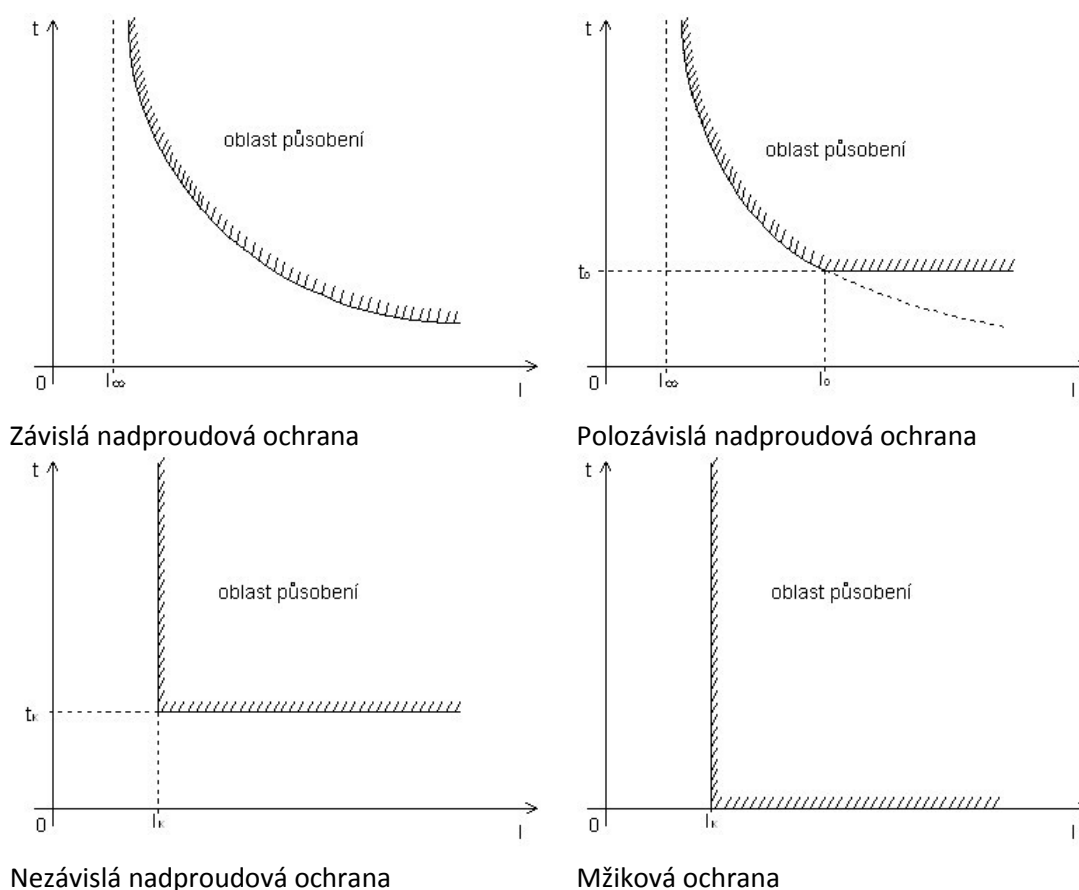 t
oblast působení
0
I∞
I
Závislá nadproudová ochrana
t
oblast působení
t₀
0
I∞
I₀
I
Polozávislá nadproudová ochrana
t
oblast působení
tₖ
0
Iₖ
I
Nezávislá nadproudová ochrana
t
oblast působení
0
Iₖ
I
Mžiková ochrana